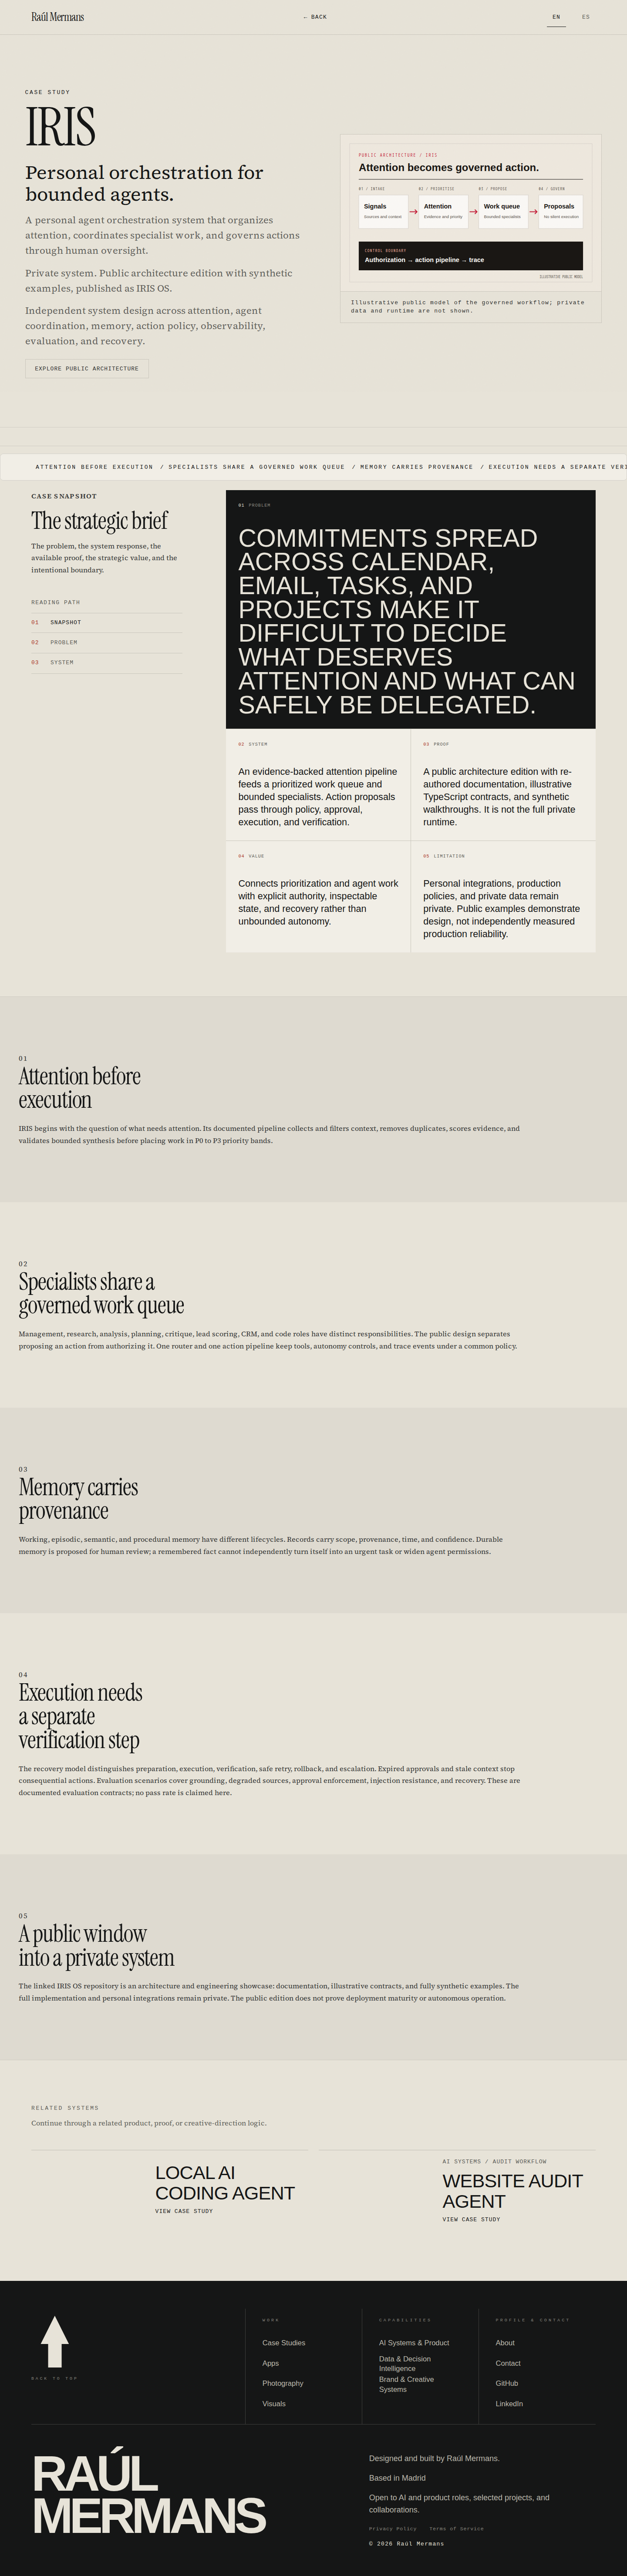 Raúl Mermans
← BACK
EN
ES
CASE STUDY
IRIS
Personal orchestration for
bounded agents.
A personal agent orchestration system that organizes
attention, coordinates specialist work, and governs actions
through human oversight.
Private system. Public architecture edition with synthetic
examples, published as IRIS OS.
Independent system design across attention, agent
coordination, memory, action policy, observability,
evaluation, and recovery.
EXPLORE PUBLIC ARCHITECTURE
PUBLIC ARCHITECTURE / IRIS
Attention becomes governed action.
01 / INTAKE
02 / PRIORITISE
03 / PROPOSE
04 / GOVERN
Signals
Sources and context
Attention
Evidence and priority
Work queue
Bounded specialists
Proposals
No silent execution
CONTROL BOUNDARY
Authorization → action pipeline → trace
ILLUSTRATIVE PUBLIC MODEL
Illustrative public model of the governed workflow; private
data and runtime are not shown.
ATTENTION BEFORE EXECUTION / SPECIALISTS SHARE A GOVERNED WORK QUEUE / MEMORY CARRIES PROVENANCE / EXECUTION NEEDS A SEPARATE VERI
CASE SNAPSHOT
The strategic brief
The problem, the system response, the
available proof, the strategic value, and the
intentional boundary.
READING PATH
01 SNAPSHOT
02 PROBLEM
03 SYSTEM
01 PROBLEM
COMMITMENTS SPREAD
ACROSS CALENDAR,
EMAIL, TASKS, AND
PROJECTS MAKE IT
DIFFICULT TO DECIDE
WHAT DESERVES
ATTENTION AND WHAT CAN
SAFELY BE DELEGATED.
02 SYSTEM
An evidence-backed attention pipeline
feeds a prioritized work queue and
bounded specialists. Action proposals
pass through policy, approval,
execution, and verification.
03 PROOF
A public architecture edition with re-
authored documentation, illustrative
TypeScript contracts, and synthetic
walkthroughs. It is not the full private
runtime.
04 VALUE
Connects prioritization and agent work
with explicit authority, inspectable
state, and recovery rather than
unbounded autonomy.
05 LIMITATION
Personal integrations, production
policies, and private data remain
private. Public examples demonstrate
design, not independently measured
production reliability.
01
Attention before
execution
IRIS begins with the question of what needs attention. Its documented pipeline collects and filters context, removes duplicates, scores evidence, and
validates bounded synthesis before placing work in P0 to P3 priority bands.
02
Specialists share a
governed work queue
Management, research, analysis, planning, critique, lead scoring, CRM, and code roles have distinct responsibilities. The public design separates
proposing an action from authorizing it. One router and one action pipeline keep tools, autonomy controls, and trace events under a common policy.
03
Memory carries
provenance
Working, episodic, semantic, and procedural memory have different lifecycles. Records carry scope, provenance, time, and confidence. Durable
memory is proposed for human review; a remembered fact cannot independently turn itself into an urgent task or widen agent permissions.
04
Execution needs
a separate
verification step
The recovery model distinguishes preparation, execution, verification, safe retry, rollback, and escalation. Expired approvals and stale context stop
consequential actions. Evaluation scenarios cover grounding, degraded sources, approval enforcement, injection resistance, and recovery. These are
documented evaluation contracts; no pass rate is claimed here.
05
A public window
into a private system
The linked IRIS OS repository is an architecture and engineering showcase: documentation, illustrative contracts, and fully synthetic examples. The
full implementation and personal integrations remain private. The public edition does not prove deployment maturity or autonomous operation.
RELATED SYSTEMS
Continue through a related product, proof, or creative-direction logic.
LOCAL AI
CODING AGENT
VIEW CASE STUDY
AI SYSTEMS / AUDIT WORKFLOW
WEBSITE AUDIT
AGENT
VIEW CASE STUDY
BACK TO TOP
WORK
Case Studies
Apps
Photography
Visuals
CAPABILITIES
AI Systems & Product
Data & Decision
Intelligence
Brand & Creative
Systems
PROFILE & CONTACT
About
Contact
GitHub
LinkedIn
RAÚL
MERMANS
Designed and built by Raúl Mermans.
Based in Madrid
Open to AI and product roles, selected projects, and
collaborations.
Privacy Policy
Terms of Service
© 2026 Raúl Mermans